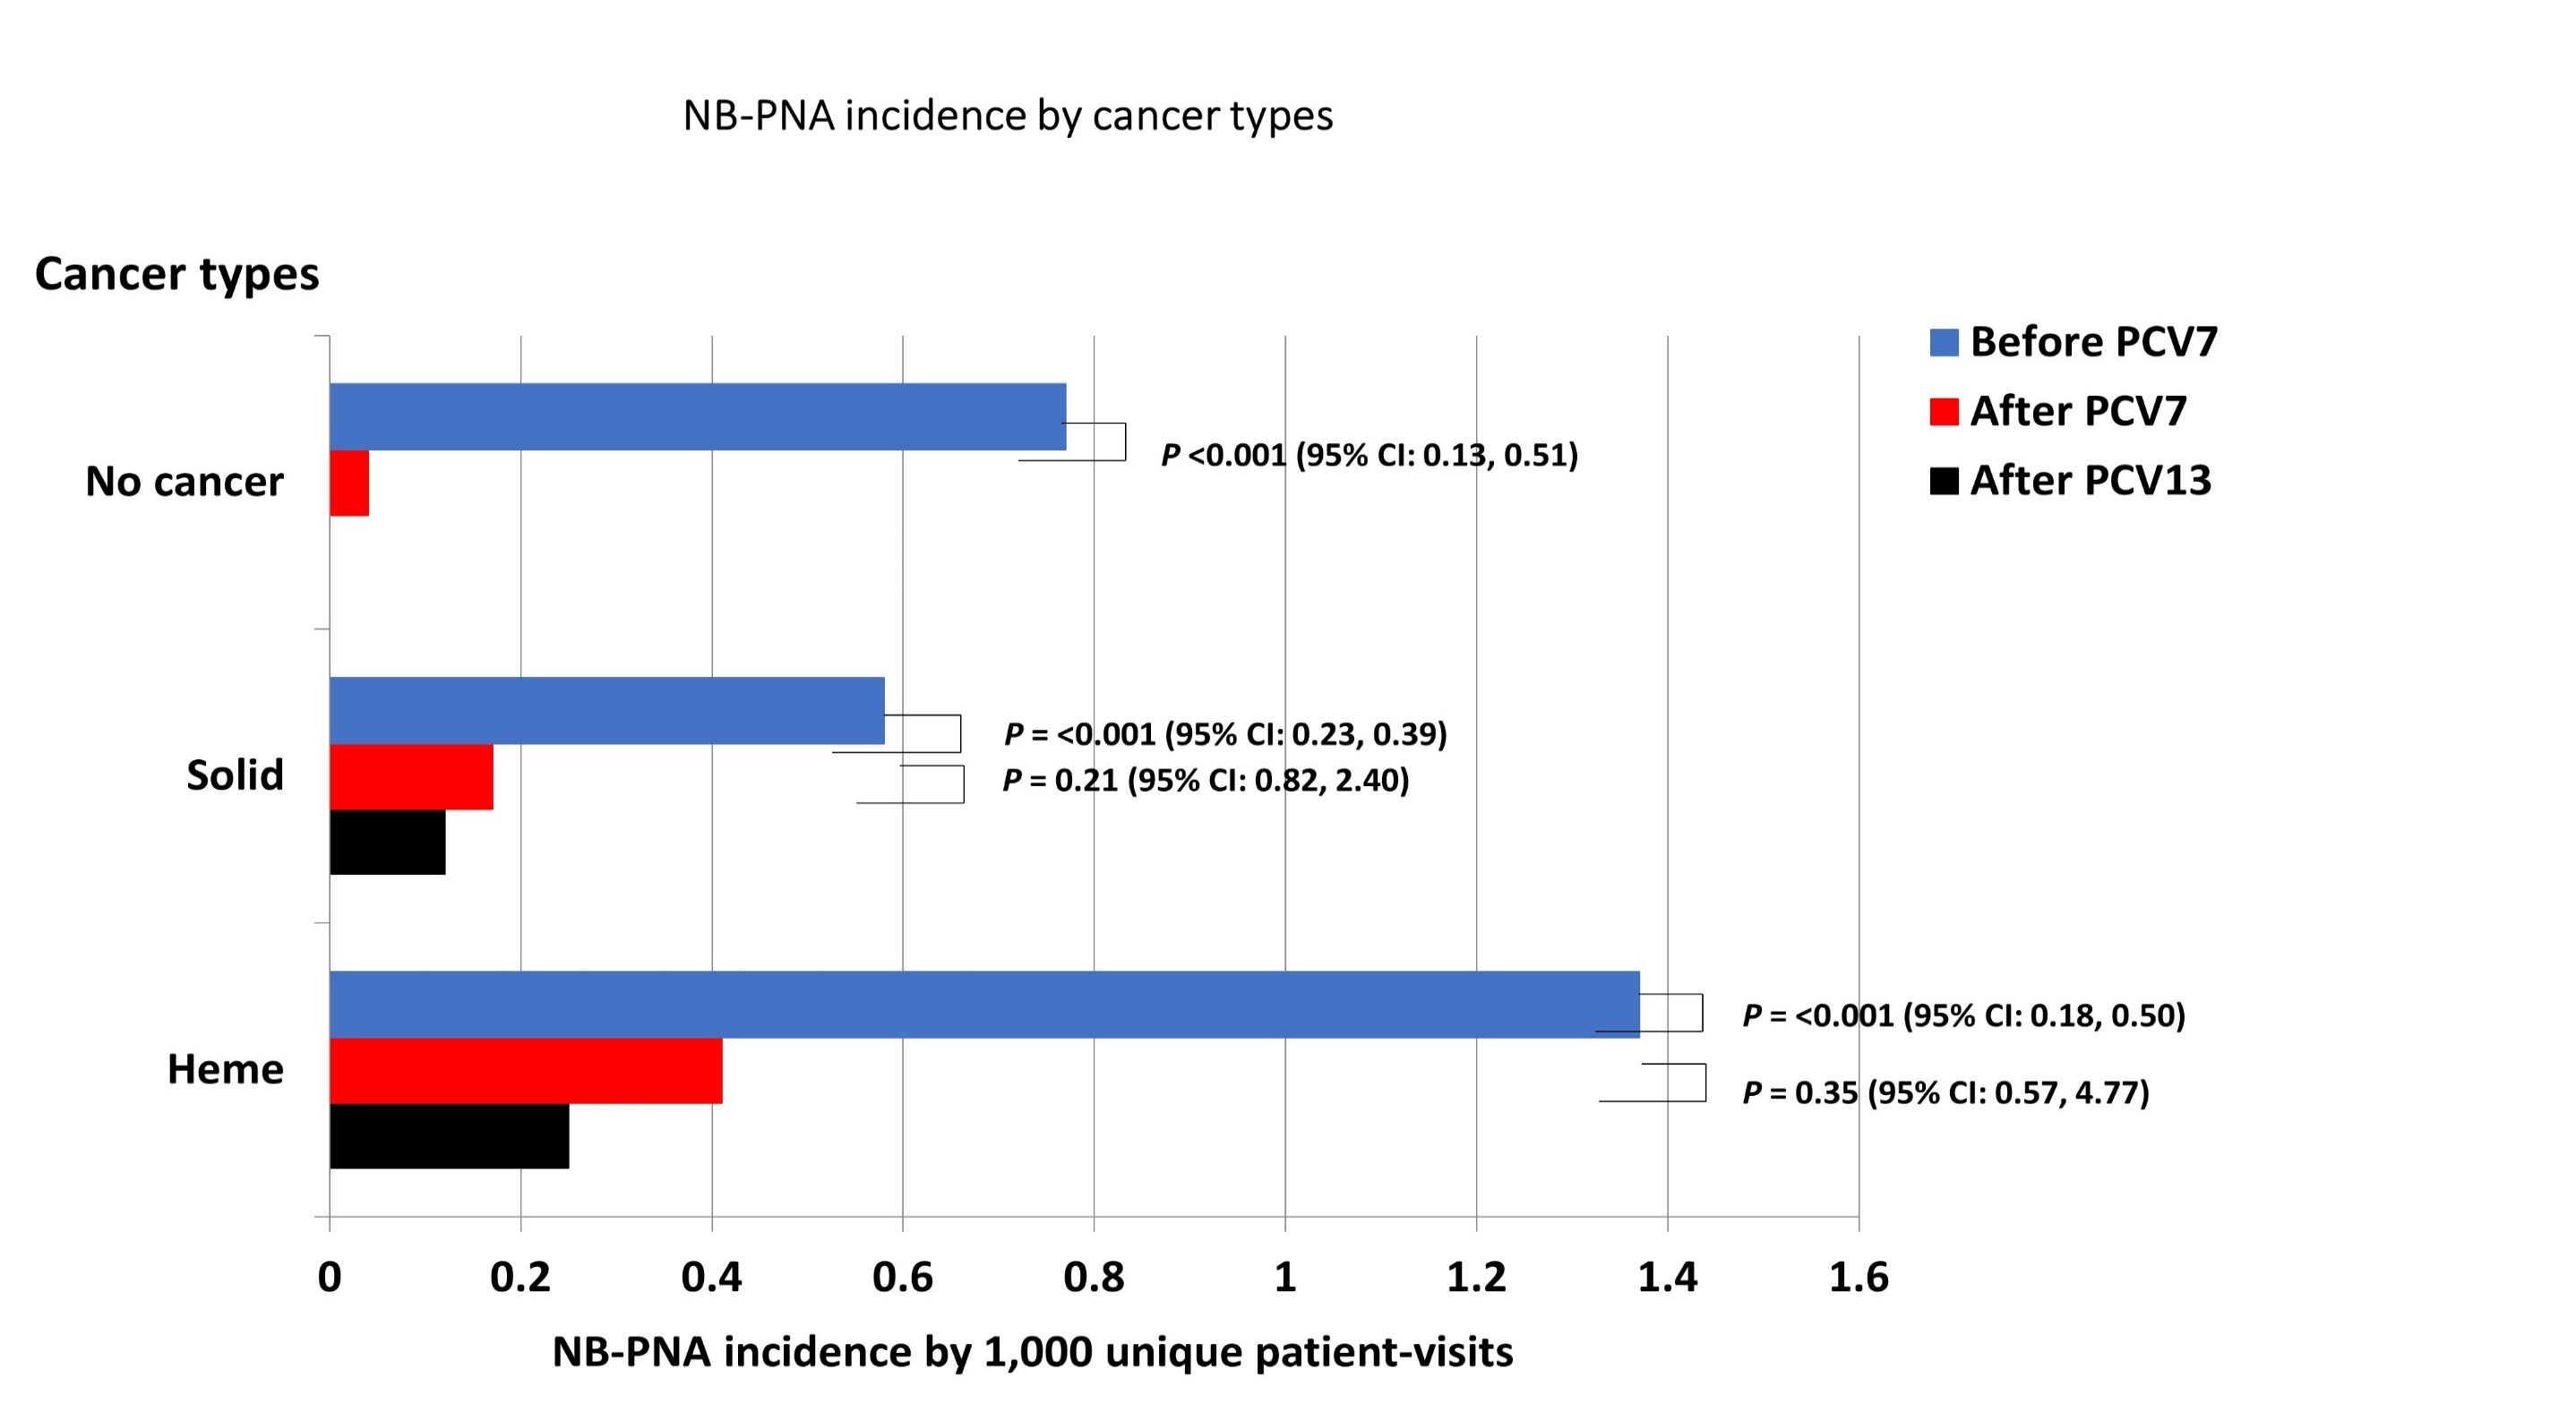 NB-PNA incidence by cancer types
Cancer types
Before PCV7
After PCV7
After PCV13
No cancer
P <0.001 (95% CI: 0.13, 0.51)
Solid
P = <0.001 (95% CI: 0.23, 0.39)
P = 0.21 (95% CI: 0.82, 2.40)
Heme
P = <0.001 (95% CI: 0.18, 0.50)
P = 0.35 (95% CI: 0.57, 4.77)
0 0.2 0.4 0.6 0.8 1 1.2 1.4 1.6
NB-PNA incidence by 1,000 unique patient-visits